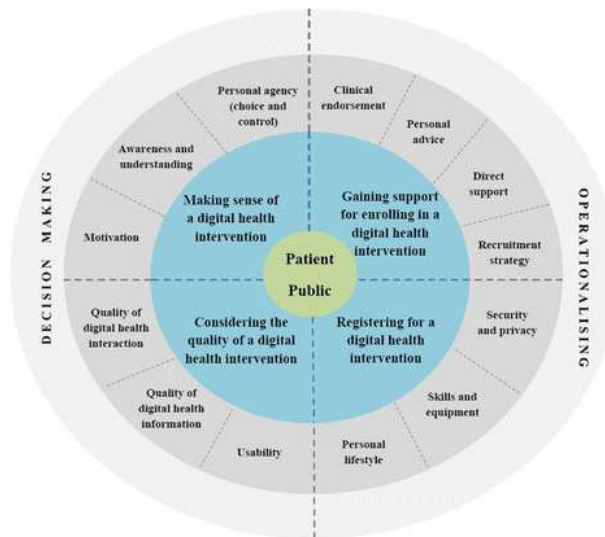 Personal agency
(choice and
control)
Clinical
endorsement
Personal
advice
Direct
support
Recruitment
strategy
Awareness and
understanding
Motivation
Making sense of
a digital health
intervention
Gaining support
for enrolling in a
digital health
intervention
Patient
Public
DECISION MAKING
OPERATIONALISING
Considering the
quality of a digital
health intervention
Registering for a
digital health
intervention
Quality of
digital health
interaction
Quality of
digital health
information
Usability
Personal
lifestyle
Skills and
equipment
Security
and privacy